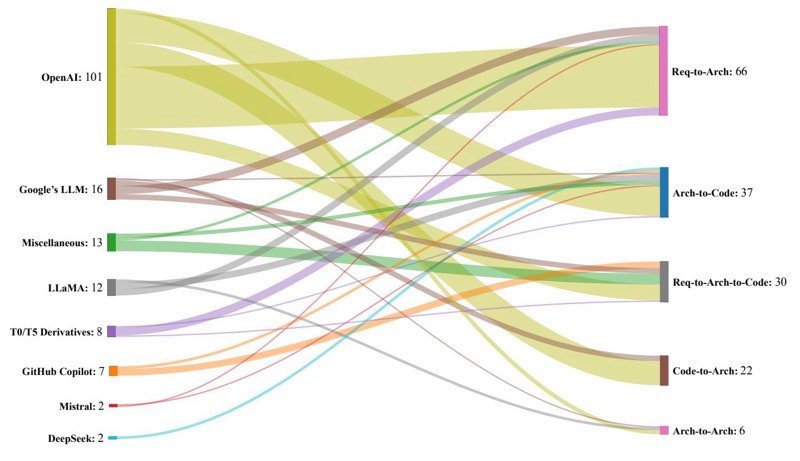 OpenAI: 101
Google's LLM: 16
Miscellaneous: 13
LLaMA: 12
T0/T5 Derivatives: 8
GitHub Copilot: 7
Mistral: 2
DeepSeek: 2
Req-to-Arch: 66
Arch-to-Code: 37
Req-to-Arch-to-Code: 30
Code-to-Arch: 22
Arch-to-Arch: 6